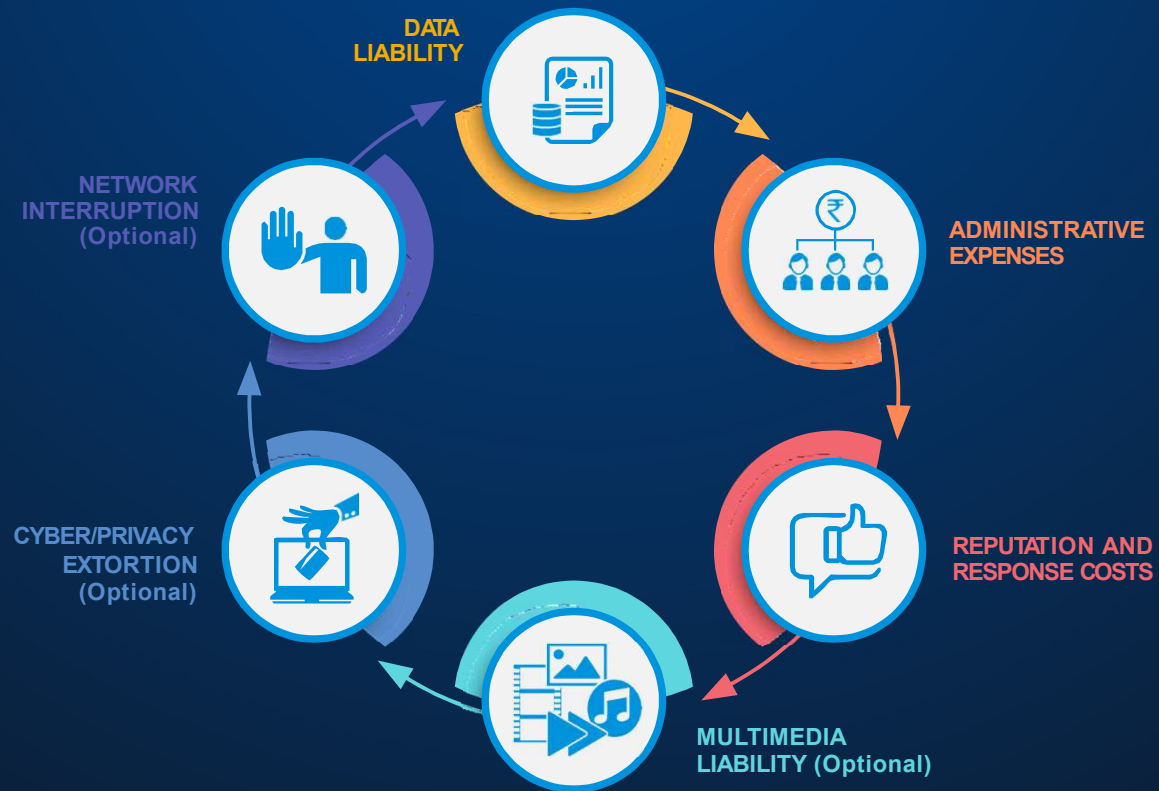 DATA
LIABILITY
₹
ADMINISTRATIVE
EXPENSES
REPUTATION AND
RESPONSE COSTS
MULTIMEDIA
LIABILITY (Optional)
CYBER/PRIVACY
EXTORTION
(Optional)
NETWORK
INTERRUPTION
(Optional)